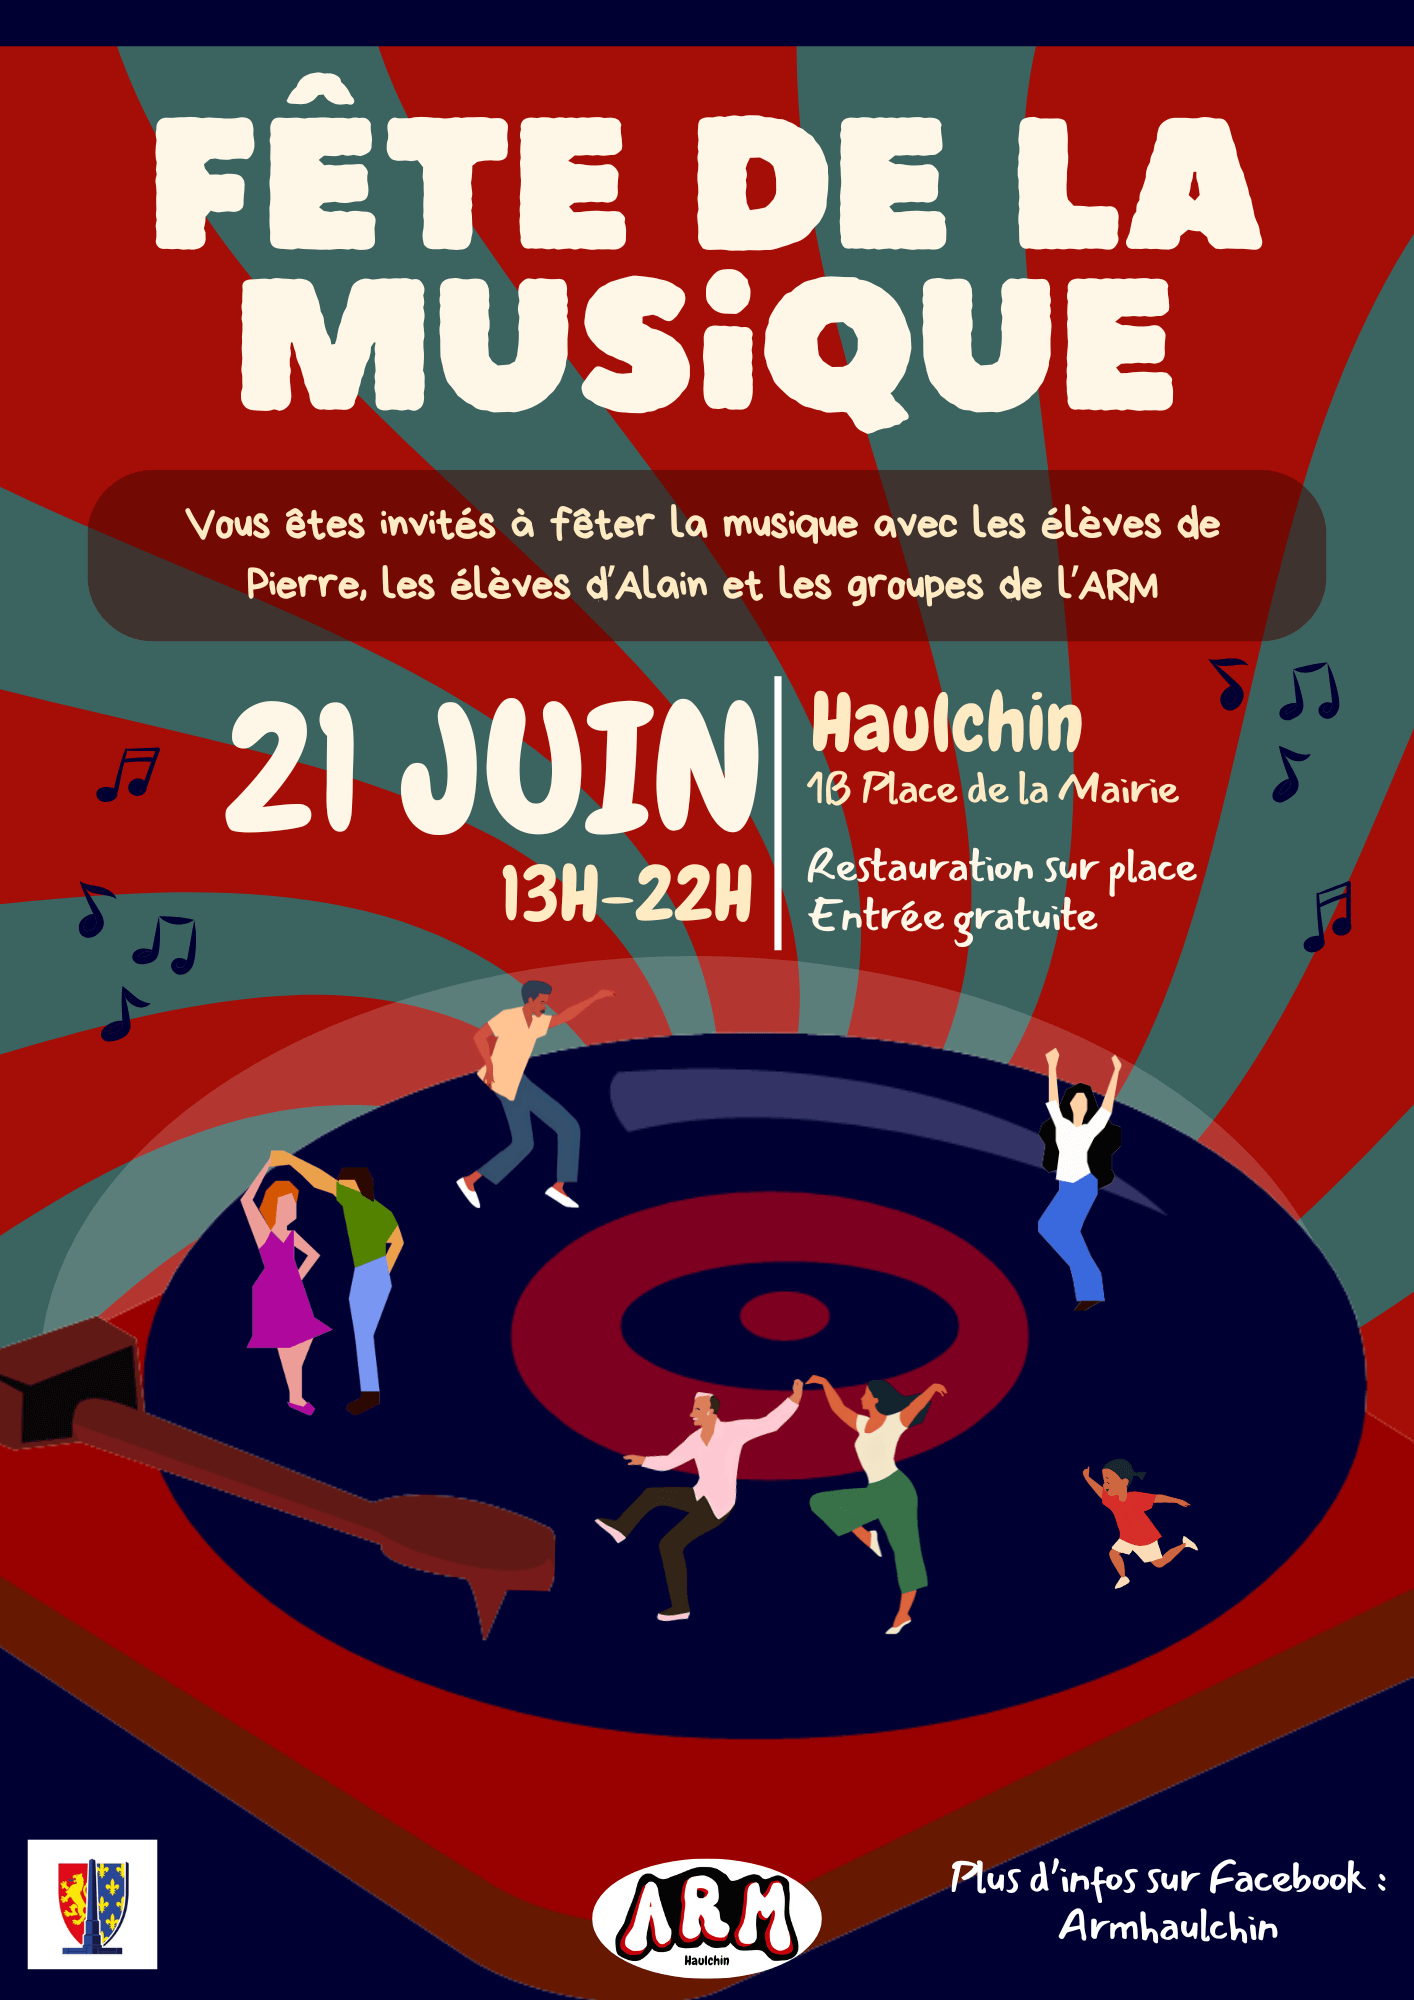 FÊTE DE LA
MUSiQUE
Vous êtes invités à fêter la musique avec les élèves de
Pierre, les élèves d'Alain et les groupes de l'ARM
21 JUIN
13H-22H
Haulchin
1B Place de la Mairie
Restauration sur place
Entrée gratuite
ARM
Haulchin
Plus d'infos sur Facebook :
Armhaulchin